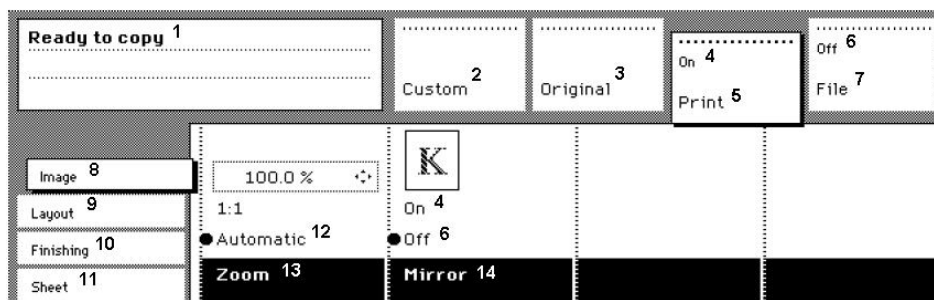 Ready to copy 1
Custom 2
Original 3
On 4
Print 5
Off 6
File 7
Image 8
Layout 9
Finishing 10
Sheet 11
100.0 %
1:1
Automatic 12
Zoom 13
K
On 4
Off 6
Mirror 14